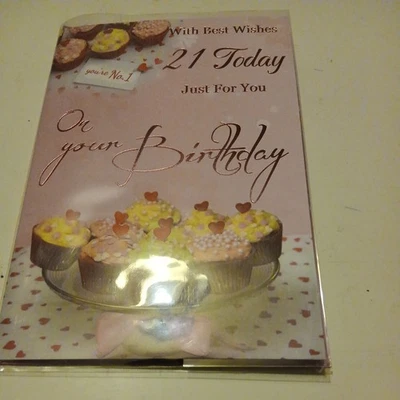 With Best Wishes
21 Today
you're No.1
Just For You
On
your Birthday